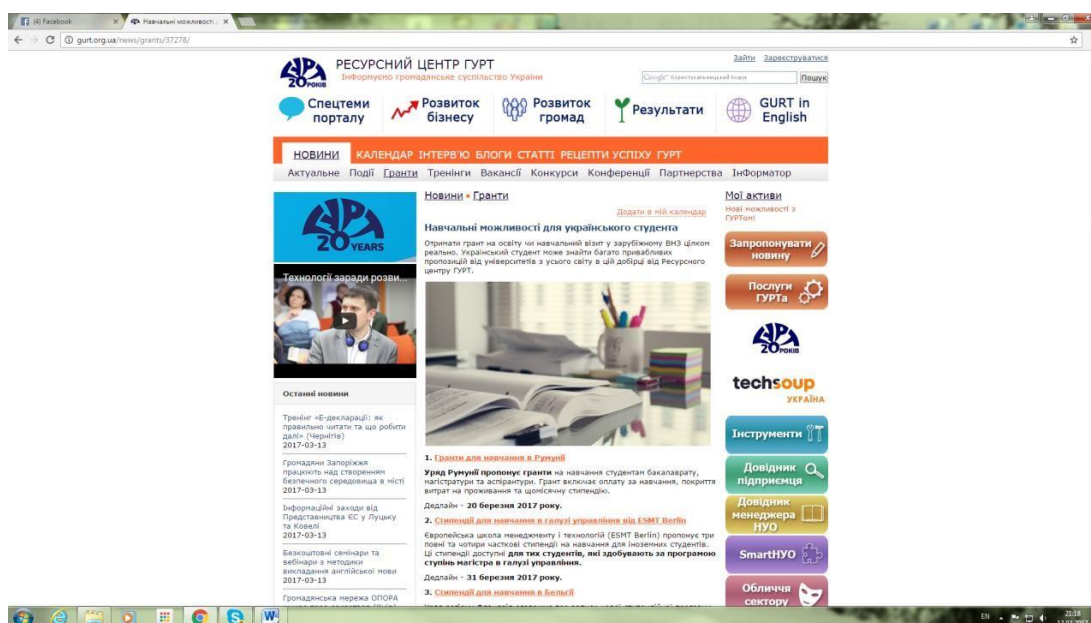 (4) Facebook
Навчальні можливості
gurt.org.ua/news/grants/37278/
20 РОКІВ
РЕСУРСНИЙ ЦЕНТР ГУРТ
Інформуємо громадянське суспільство України
Зайти Зареєструватися
Google™
Пошук
Спецтеми порталу
Розвиток бізнесу
Розвиток громад
Результати
GURT in English
НОВИНИ КАЛЕНДАР ІНТЕРВ'Ю БЛОГИ СТАТТІ РЕЦЕПТИ УСПІХУ ГУРТ
Актуальне Події Гранти Тренінги Вакансії Конкурси Конференції Партнерства ІнФорматор
20 YEARS
Технології заради розви...
Останні новини
Тренінг «Е-декларації: як
правильно читати та що робити
далі» (Чернігів)
2017-03-13
Громадяни Запоріжжя
працюють над створенням
безпечного середовища в місті
2017-03-13
Інформаційні заходи від
Представництва ЄС у Луцьку
та Ковелі
2017-03-13
Безкоштовні семінари та
вебінари з методики
викладання англійської мови
2017-03-13
Громадянська мережа ОПОРА
Новини • Гранти
Додати в мій календар
Навчальні можливості для українського студента
Отримати грант на освіту чи навчальний візит у зарубіжному ВНЗ цілком
реально. Український студент може знайти багато привабливих
пропозицій від університетів з усього світу в цій добірці від Ресурсного
центру ГУРТ.
1. Гранти для навчання в Румунії
Уряд Румунії пропонує гранти на навчання студентам бакалаврату,
магістратури та аспірантури. Грант включає оплату за навчання, покриття
витрат на проживання та щомісячну стипендію.
Дедлайн - 20 березня 2017 року.
2. Стипендії для навчання в галузі управління від ESMT Berlin
Європейська школа менеджменту і технологій (ESMT Berlin) пропонує три
повні та чотири часткові стипендії на навчання для іноземних студентів.
Ці стипендії доступні для тих студентів, які здобувають за програмою
ступінь магістра в галузі управління.
Дедлайн - 31 березня 2017 року.
3. Стипендії для навчання в Бельгії
Мої активи
Нові можливості з
ГУРТом!
Запропонувати
новину
Послуги
ГУРТа
20 РОКІВ
techsoup
УКРАЇНА
Інструменти
Довідник
підприємця
Довідник
менеджера
НУО
SmartНУО
Обличчя
сектору
EN
21:18
13.03.2017